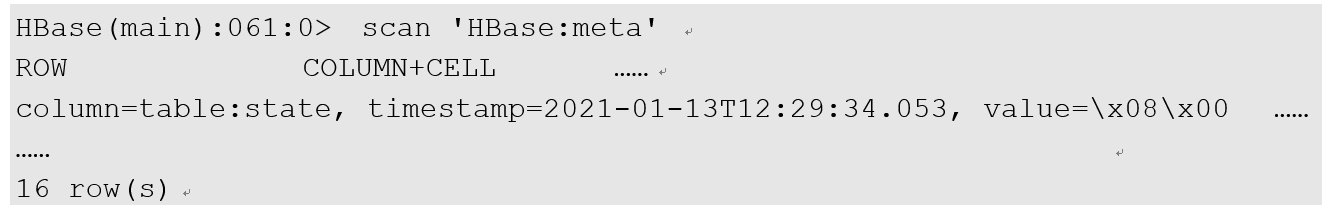 HBase(main):061:0> scan 'HBase:meta'
ROW COLUMN+CELL ……
column=table:state, timestamp=2021-01-13T12:29:34.053, value=\x08\x00 ……
……
16 row(s)